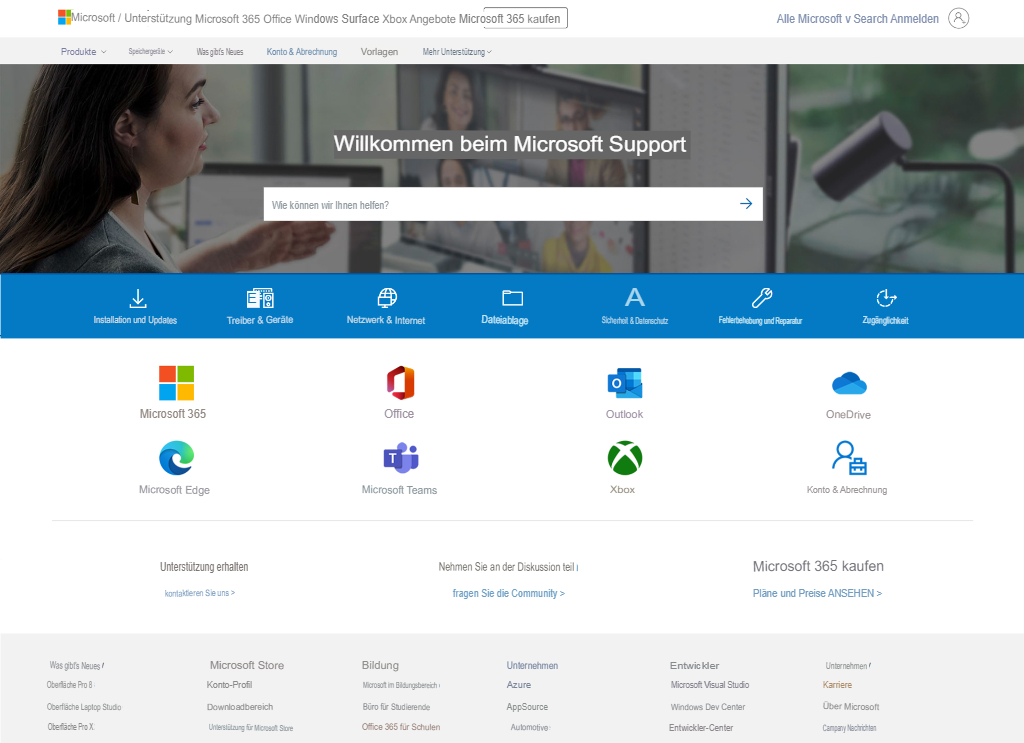 Microsoft / Unterstützung Microsoft 365 Office Windows Surface Xbox Angebote Microsoft 365 kaufen Alle Microsoft v Search Anmelden
Produkte Speichergeräte Was gibt's Neues Konto & Abrechnung Vorlagen Mehr Unterstützung
Willkommen beim Microsoft Support
Wie können wir Ihnen helfen?
Installation und Updates Treiber & Geräte Netzwerk & Internet Dateiablage Sicherheit & Datenschutz Fehlerbehebung und Reparatur Zugänglichkeit
Microsoft 365 Office Outlook OneDrive
Microsoft Edge Microsoft Teams Xbox Konto & Abrechnung
Unterstützung erhalten Nehmen Sie an der Diskussion teil Microsoft 365 kaufen
kontaktieren Sie uns > fragen Sie die Community > Pläne und Preise ANSEHEN >
Was gibt's Neues Microsoft Store Bildung Unternehmen Entwickler Unternehmen
Oberfläche Pro 8 Konto-Profil Microsoft im Bildungsbereich Azure Microsoft Visual Studio Karriere
Oberfläche Laptop Studio Downloadbereich Büro für Studierende AppSource Windows Dev Center Über Microsoft
Oberfläche Pro X Unterstützung für Microsoft Store Office 365 für Schulen Automotive Entwickler-Center Campany Nachrichten